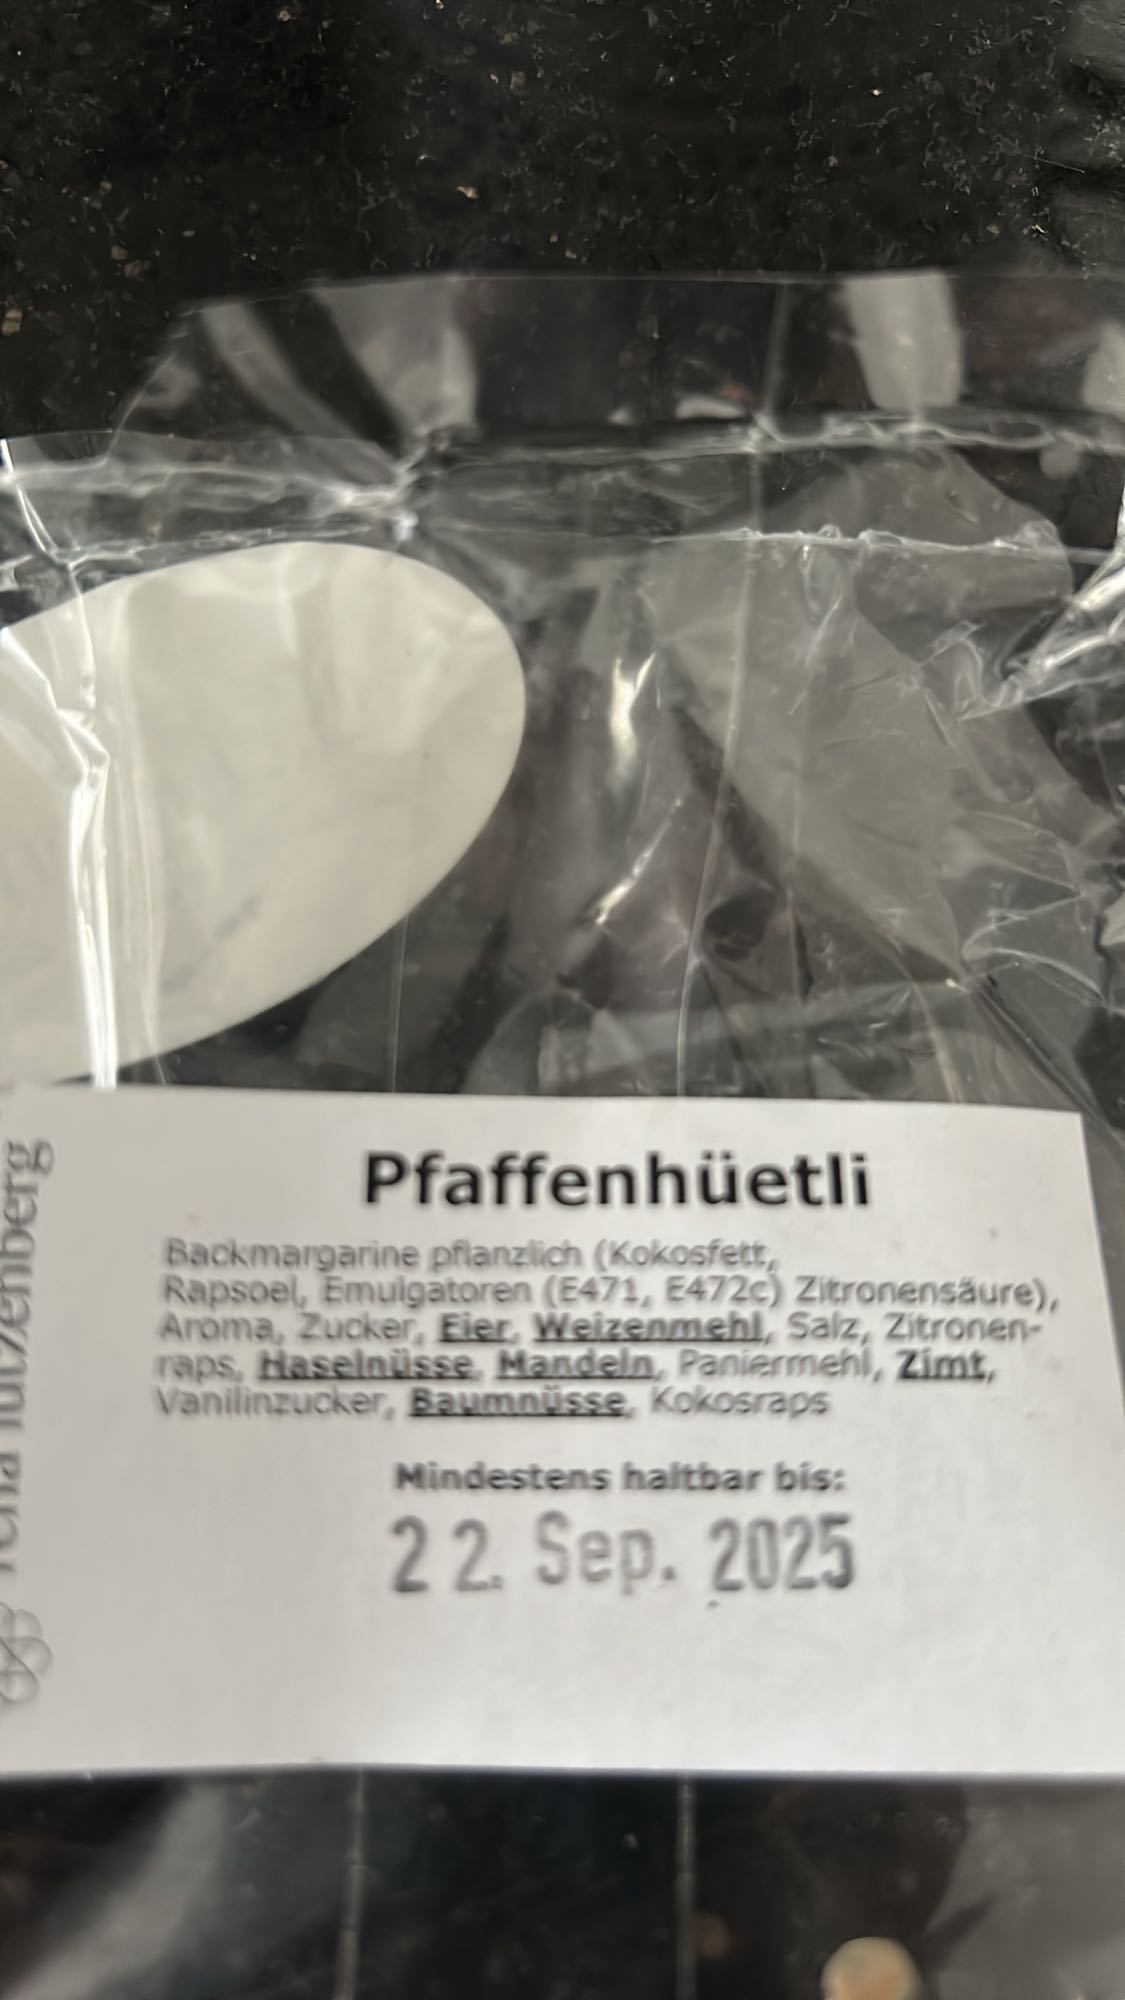 Pfaffenhüetli
Backmargarine pflanzlich (Kokosfett,
Rapsoel, Emulgatoren (E471, E472c) Zitronensäure),
Aroma, Zucker, Eier, Weizenmehl, Salz, Zitronen-
raps, Haselnüsse, Mandeln, Paniermehl, Zimt,
Vanilinzucker, Baumnüsse, Kokosraps
Mindestens haltbar bis:
22. Sep. 2025